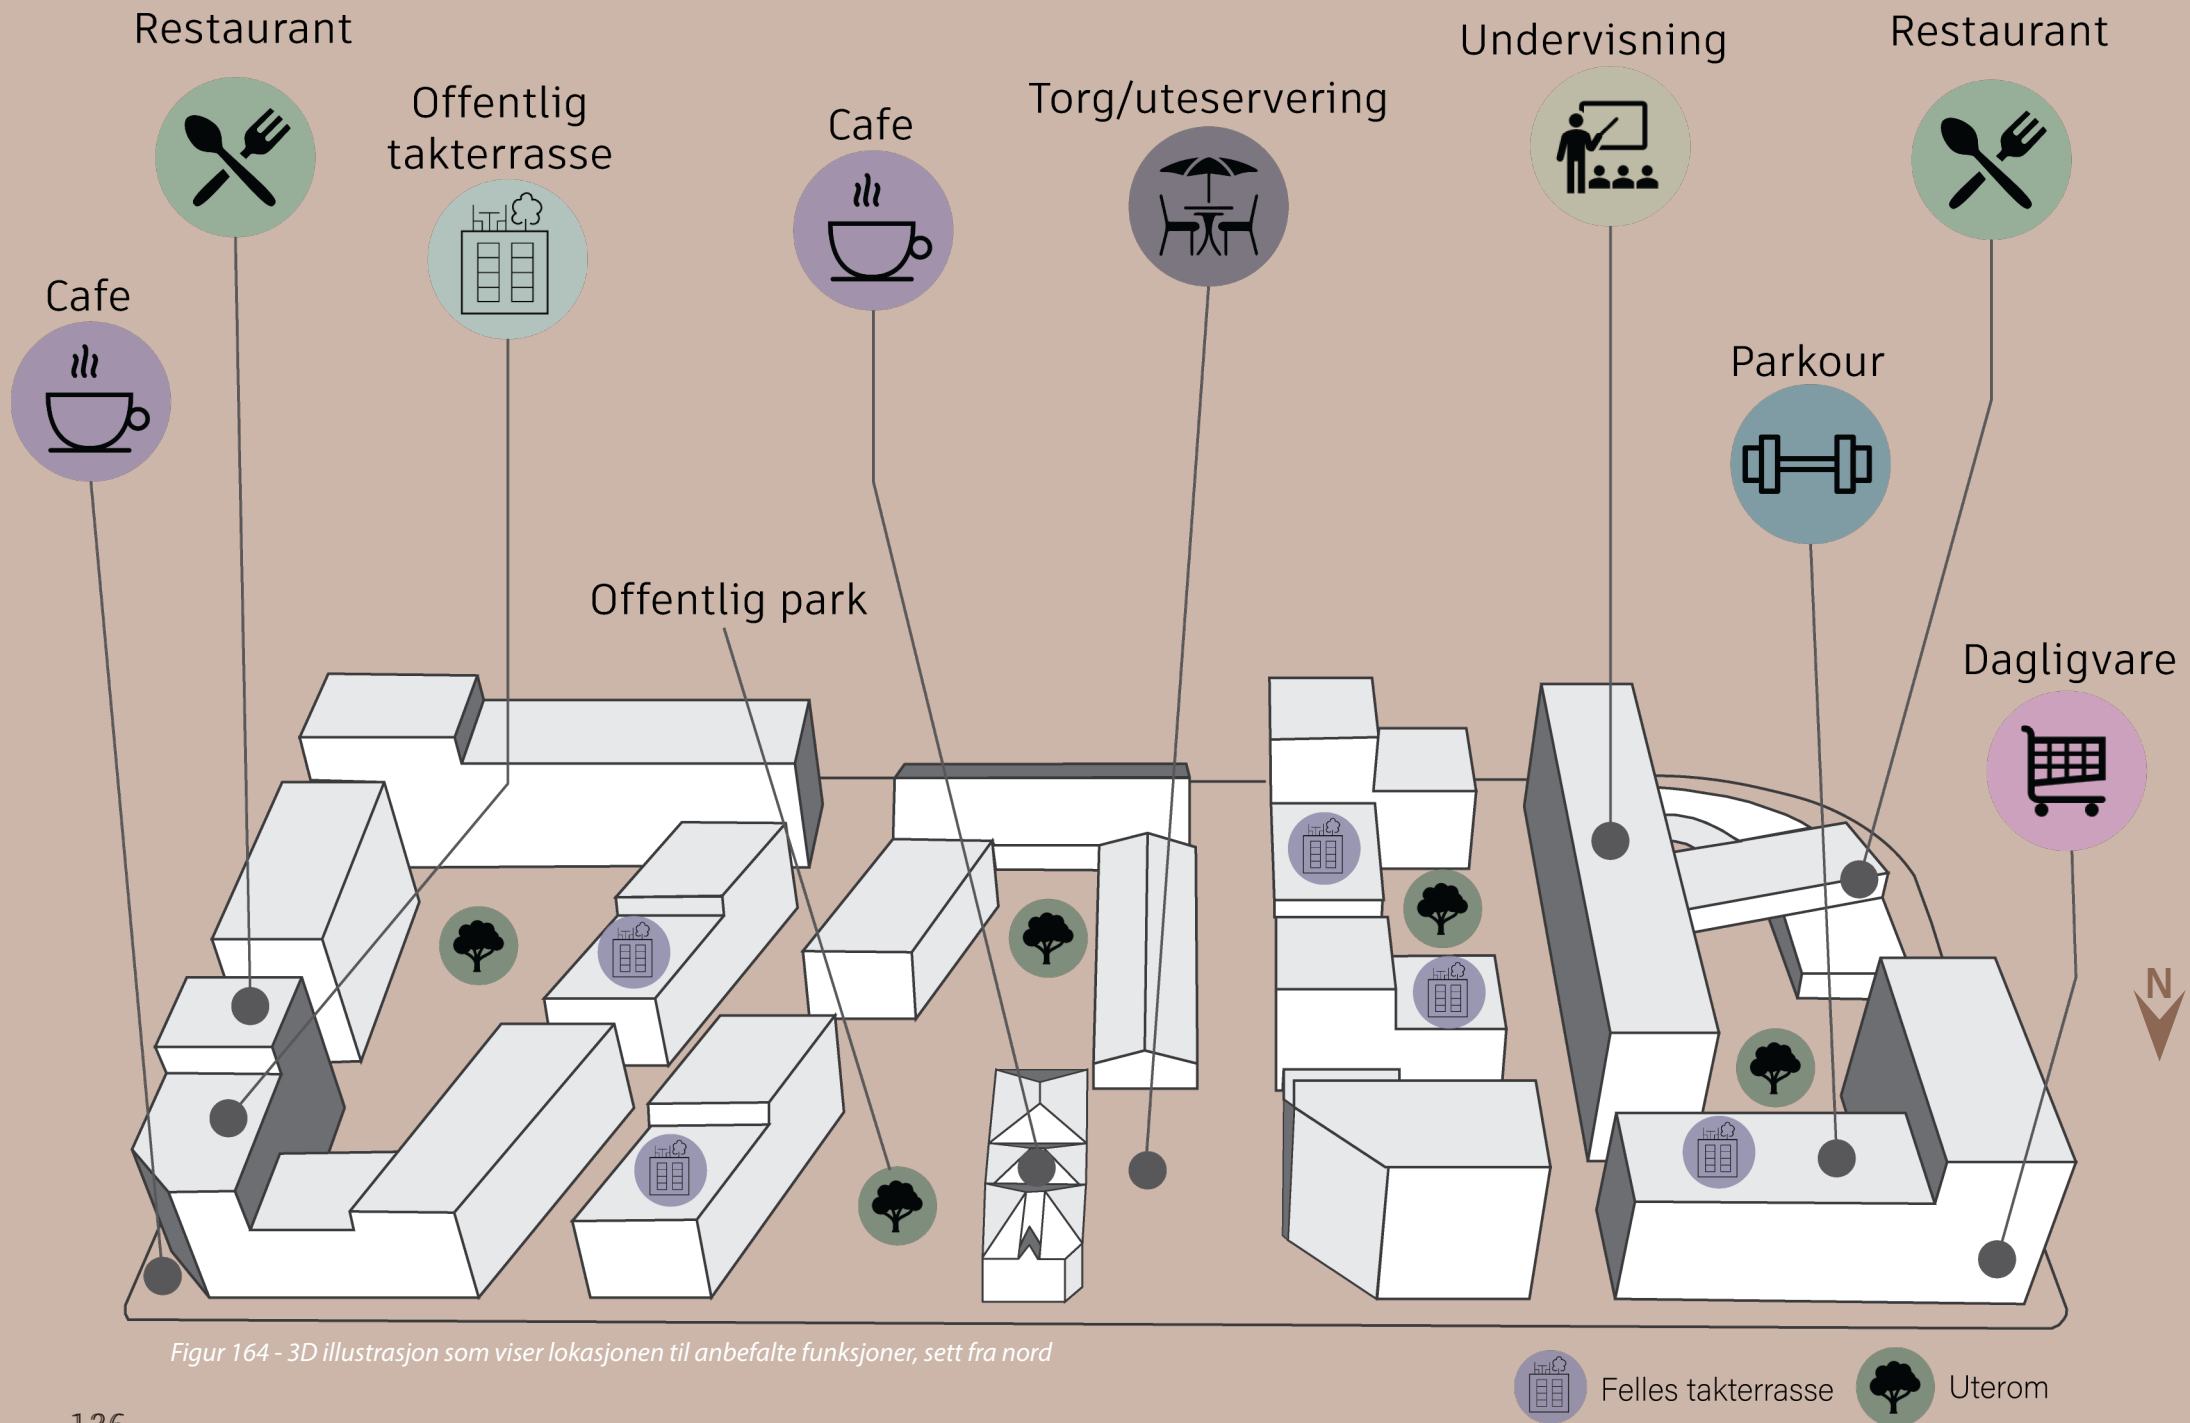 Restaurant
Offentlig
takterrasse
Cafe
Torg/uteservering
Undervisning
Restaurant
Cafe
Parkour
Offentlig park
Dagligvare
N
Figur 164 - 3D illustrasjon som viser lokasjonen til anbefalte funksjoner, sett fra nord
Felles takterrasse
Uterom